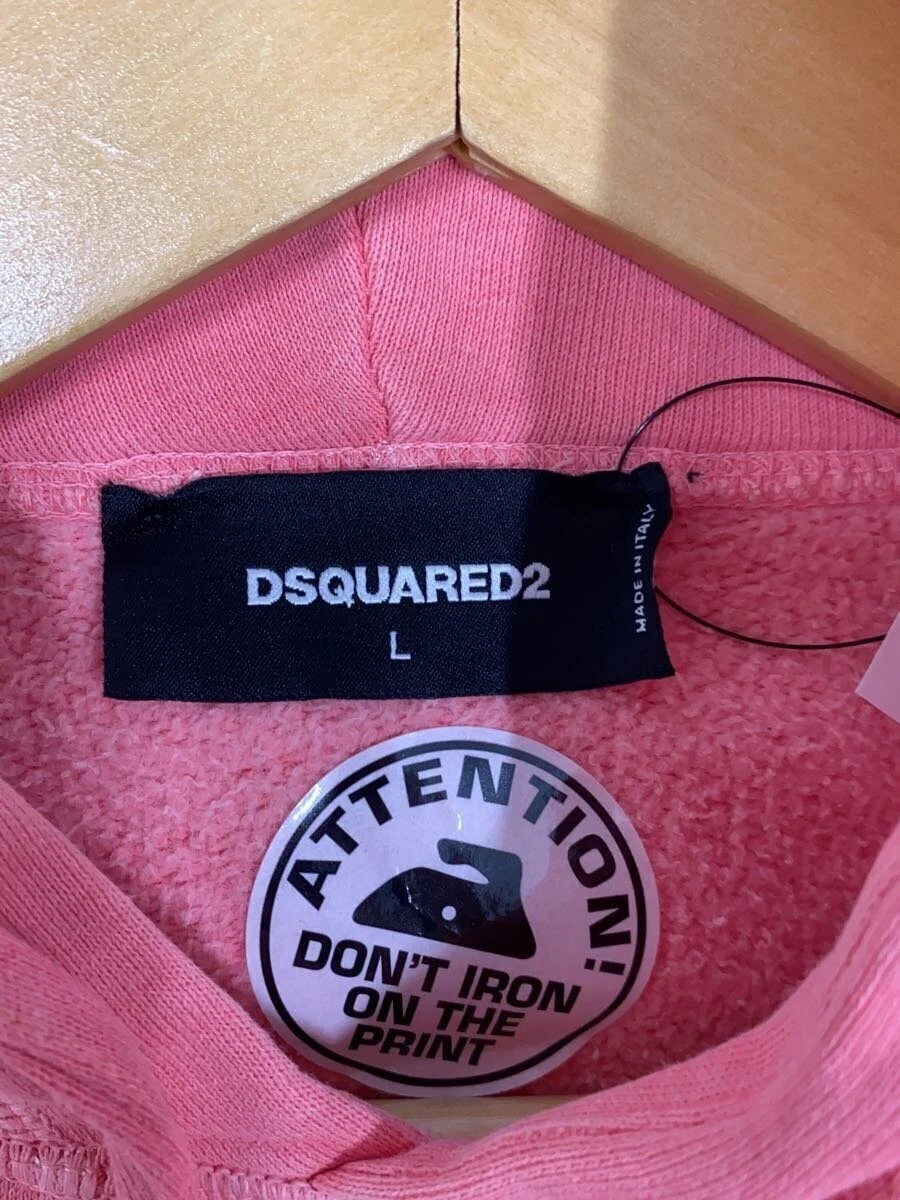 DSQUARED2
L
MADE IN ITALY
ATTENTION!
DON'T IRON
ON THE
PRINT